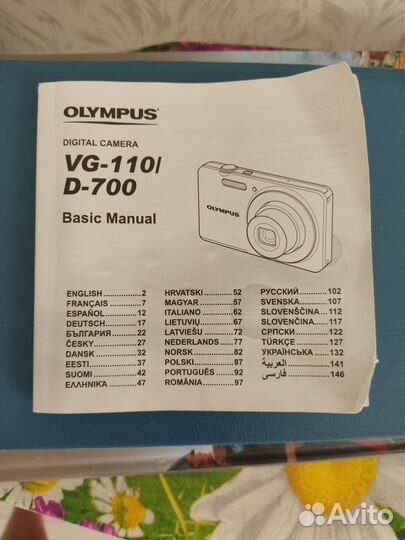 OLYMPUS
DIGITAL CAMERA
VG-110/
D-700
Basic Manual
OLYMPUS
ENGLISH 2
FRANÇAIS 7
ESPAÑOL 12
DEUTSCH 17
БЪЛГАРИЯ 22
ČESKY 27
DANSK 32
EESTI 37
SUOMI 42
ΕΛΛΗΝΙΚΑ 47
HRVATSKI 52
MAGYAR 57
ITALIANO 62
LIETUVIŲ 67
LATVIEŠU 72
NEDERLANDS 77
NORSK 82
POLSKI 87
PORTUGUÊS 92
ROMÂNIA 97
РУССКИЙ 102
SVENSKA 107
SLOVENŠČINA 112
SLOVENČINA 117
СРПСКИ 122
TÜRKÇE 127
УКРАЇНСЬКА 132
العربية 141
فارسی 146
Avito